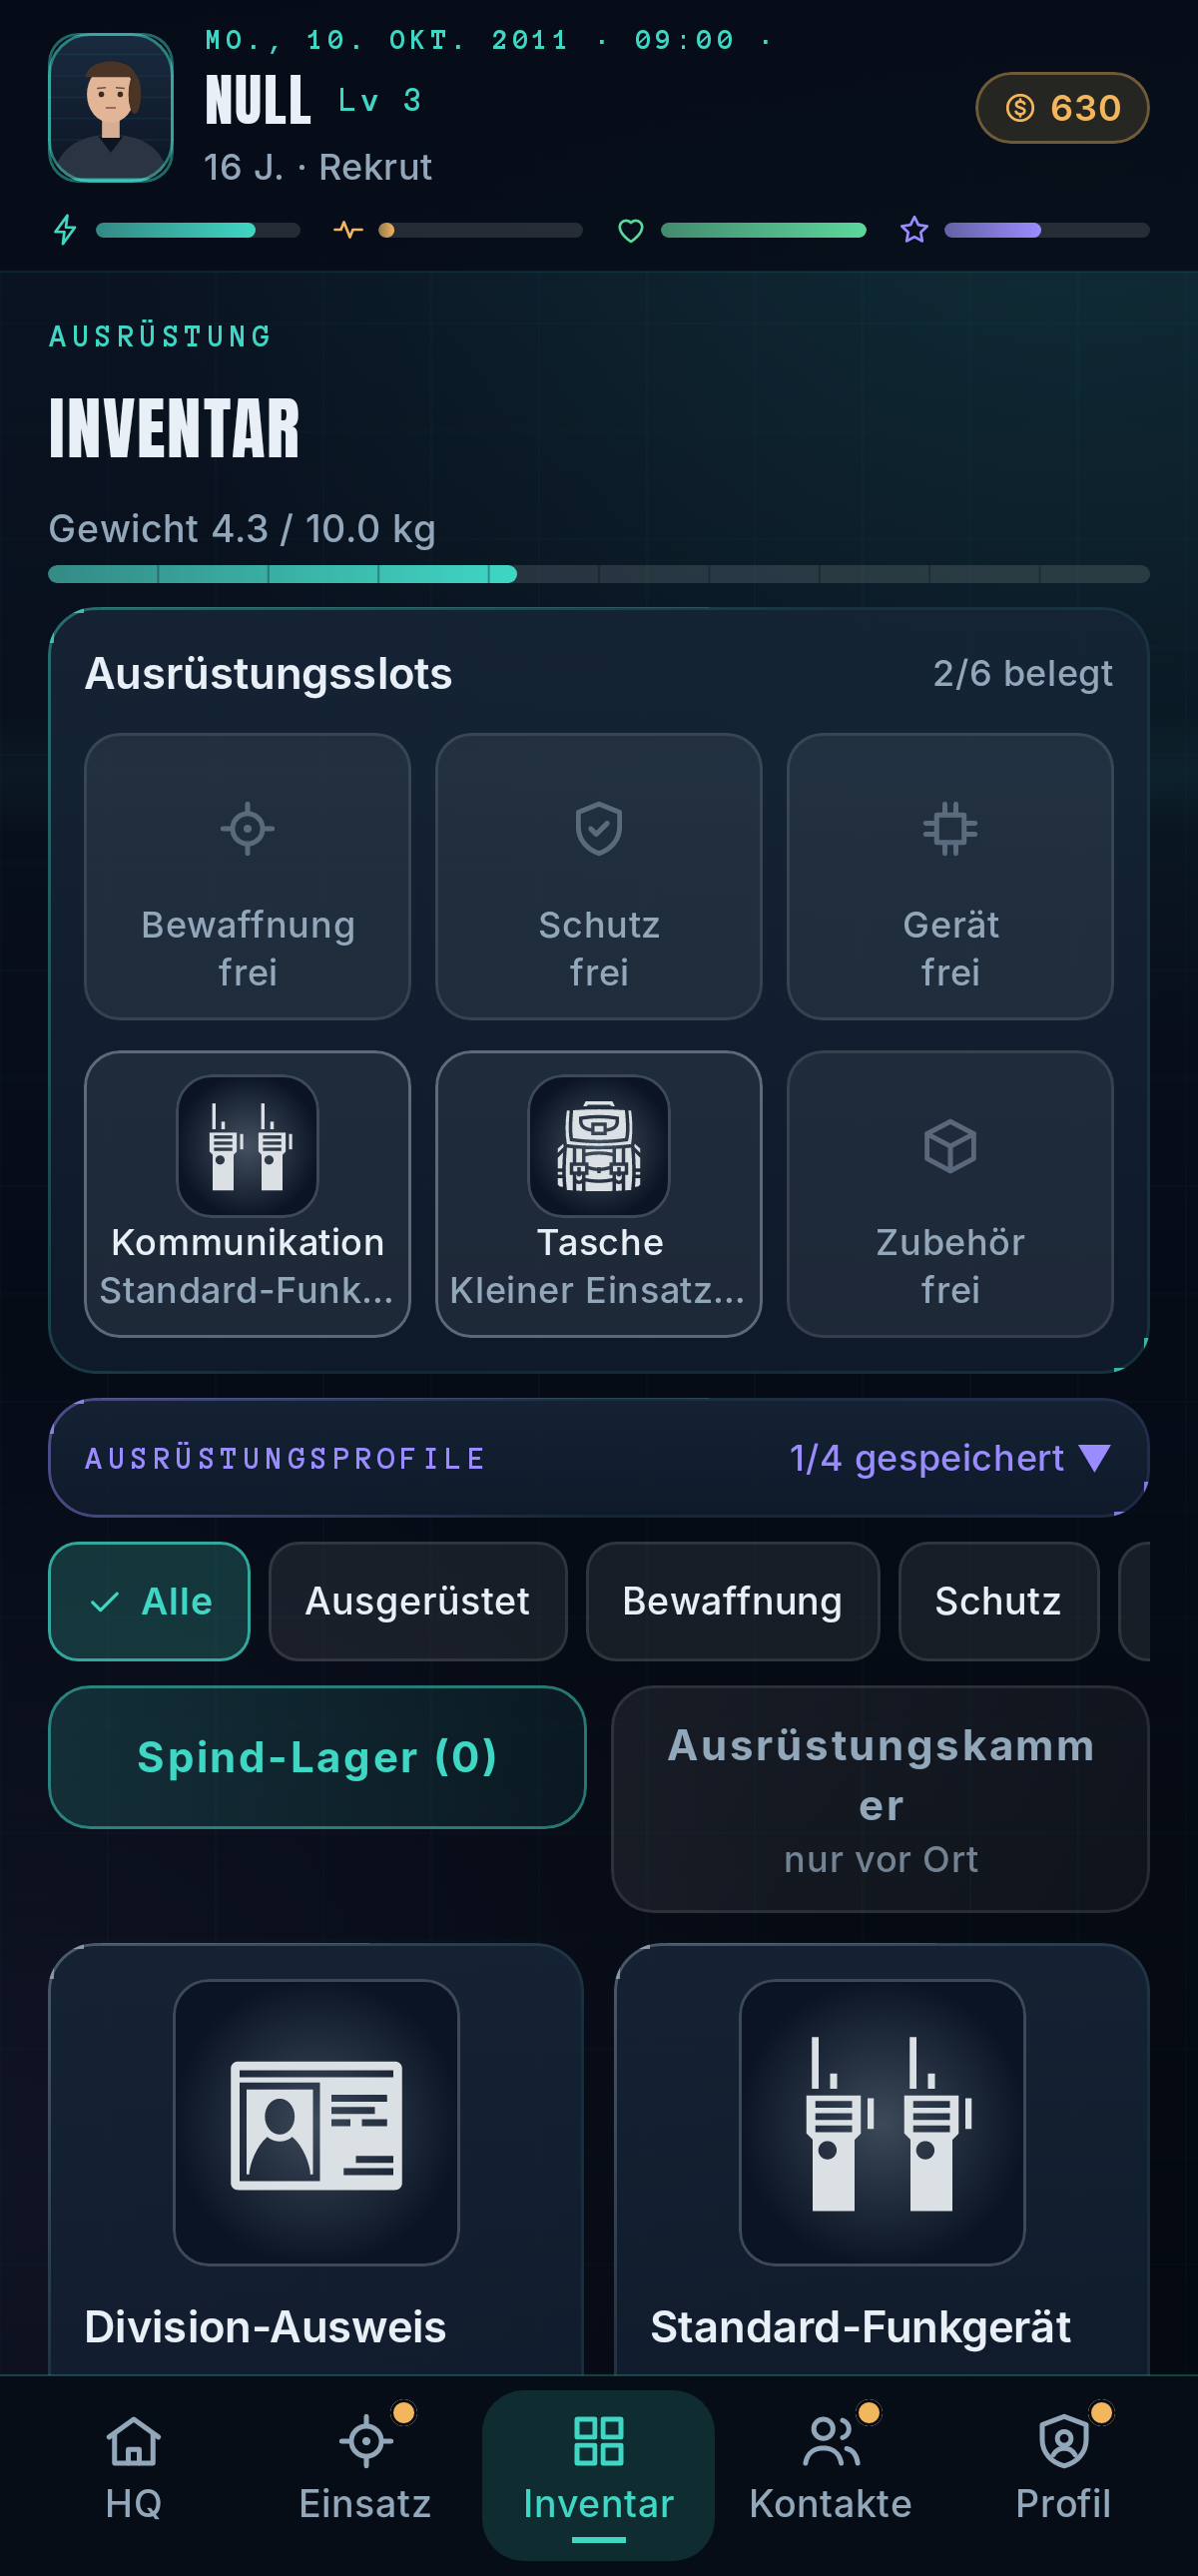 MO., 10. OKT. 2011 · 09:00 ·
NULL Lv 3
630
16 J. · Rekrut
AUSRÜSTUNG
INVENTAR
Gewicht 4.3 / 10.0 kg
Ausrüstungsslots 2/6 belegt
Bewaffnung
frei
Schutz
frei
Gerät
frei
Kommunikation
Standard-Funk...
Tasche
Kleiner Einsatz...
Zubehör
frei
AUSRÜSTUNGSPROFILE 1/4 gespeichert ▼
Alle Ausgerüstet Bewaffnung Schutz
Spind-Lager (0)
Ausrüstungskamm
er
nur vor Ort
Division-Ausweis
Standard-Funkgerät
HQ Einsatz Inventar Kontakte Profil